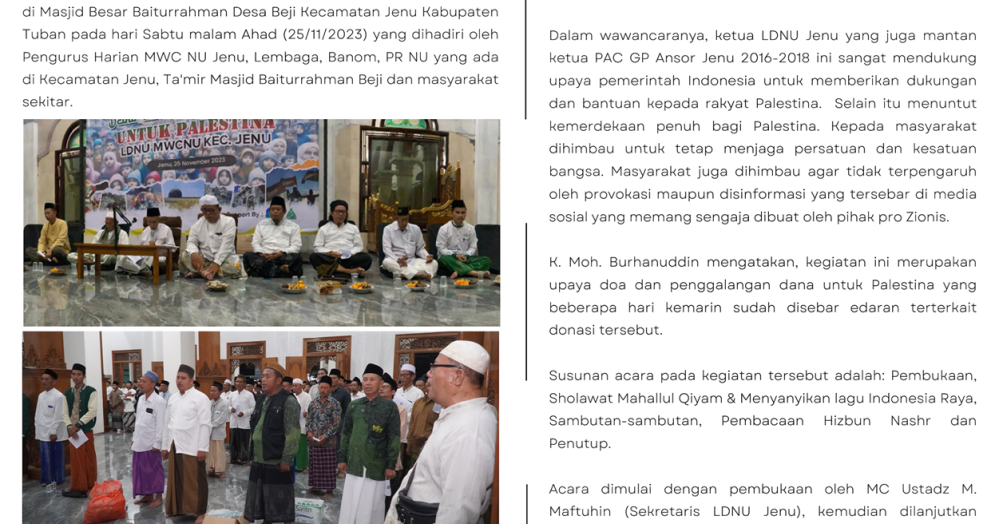 di Masjid Besar Baiturrahman Desa Beji Kecamatan Jenu Kabupaten
Tuban pada hari Sabtu malam Ahad (25/11/2023) yang dihadiri oleh
Pengurus Harian MWC NU Jenu, Lembaga, Banom, PR NU yang ada
di Kecamatan Jenu, Ta'mir Masjid Baiturrahman Beji dan masyarakat
sekitar.
UNTUK PALESTINA
LDNU MWCNU KEC. JENU
Jenu, 25 November 2023
Dalam wawancaranya, ketua LDNU Jenu yang juga mantan
ketua PAC GP Ansor Jenu 2016-2018 ini sangat mendukung
upaya pemerintah Indonesia untuk memberikan dukungan
dan bantuan kepada rakyat Palestina. Selain itu menuntut
kemerdekaan penuh bagi Palestina. Kepada masyarakat
dihimbau untuk tetap menjaga persatuan dan kesatuan
bangsa. Masyarakat juga dihimbau agar tidak terpengaruh
oleh provokasi maupun disinformasi yang tersebar di media
sosial yang memang sengaja dibuat oleh pihak pro Zionis.
K. Moh. Burhanuddin mengatakan, kegiatan ini merupakan
upaya doa dan penggalangan dana untuk Palestina yang
beberapa hari kemarin sudah disebar edaran terterkait
donasi tersebut.
Susunan acara pada kegiatan tersebut adalah: Pembukaan,
Sholawat Mahallul Qiyam & Menyanyikan lagu Indonesia Raya,
Sambutan-sambutan, Pembacaan Hizbun Nashr dan
Penutup.
Acara dimulai dengan pembukaan oleh MC Ustadz M.
Maftuhin (Sekretaris LDNU Jenu), kemudian dilanjutkan